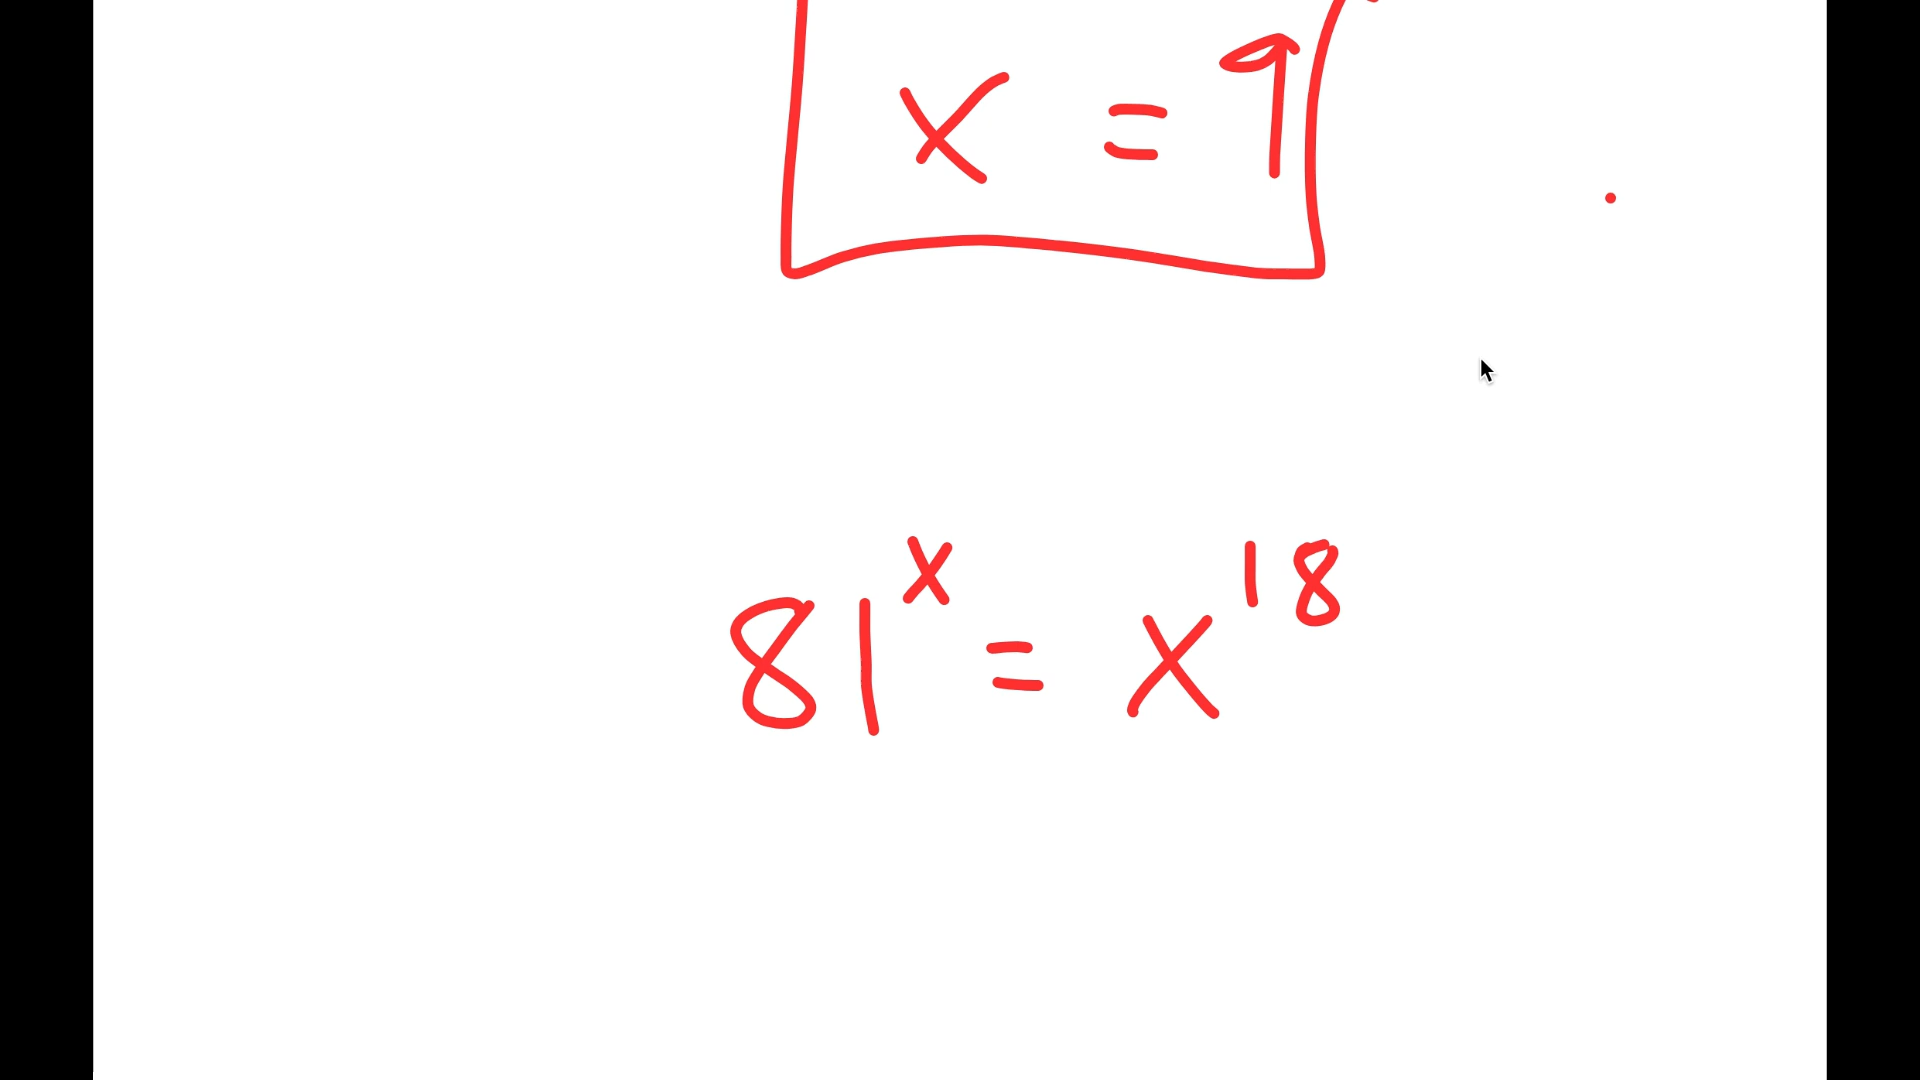 x = 9
81^x = x^18